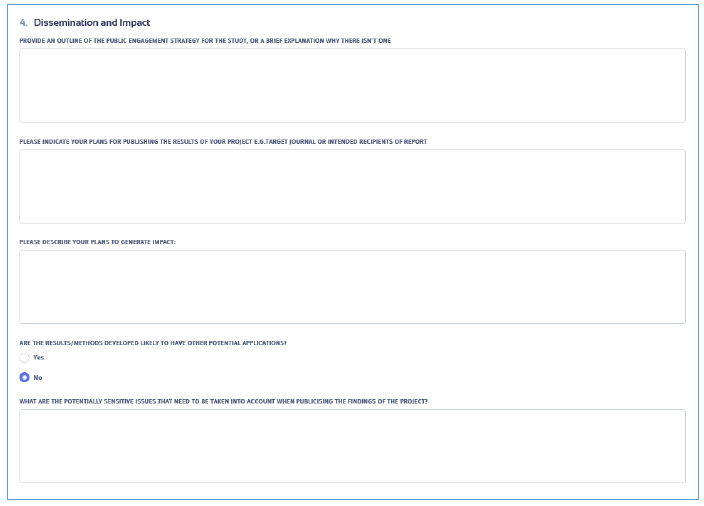 4. Dissemination and Impact
PROVIDE AN OUTLINE OF THE PUBLIC ENGAGEMENT STRATEGY FOR THE STUDY, OR A BRIEF EXPLANATION WHY THERE ISN'T ONE
PLEASE INDICATE YOUR PLANS FOR PUBLISHING THE RESULTS OF YOUR PROJECT E.G.TARGET JOURNAL OR INTENDED RECIPIENTS OF REPORT
PLEASE DESCRIBE YOUR PLANS TO GENERATE IMPACT:
ARE THE RESULTS/METHODS DEVELOPED LIKELY TO HAVE OTHER POTENTIAL APPLICATIONS?
Yes
No
WHAT ARE THE POTENTIALLY SENSITIVE ISSUES THAT NEED TO BE TAKEN INTO ACCOUNT WHEN PUBLICISING THE FINDINGS OF THE PROJECT?